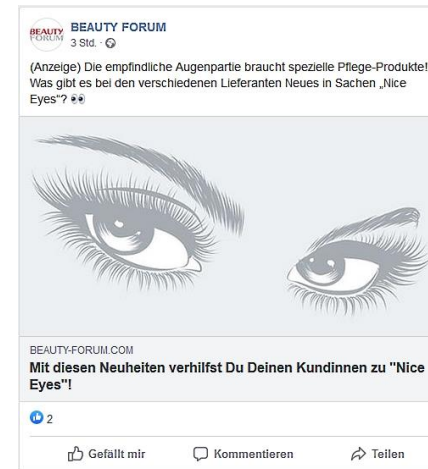 BEAUTY FORUM
BEAUTY FORUM
3 Std. ·
(Anzeige) Die empfindliche Augenpartie braucht spezielle Pflege-Produkte!
Was gibt es bei den verschiedenen Lieferanten Neues in Sachen „Nice
Eyes“? 👀
BEAUTY-FORUM.COM
Mit diesen Neuheiten verhilfst Du Deinen Kundinnen zu "Nice
Eyes"!
2
Gefällt mir Kommentieren Teilen